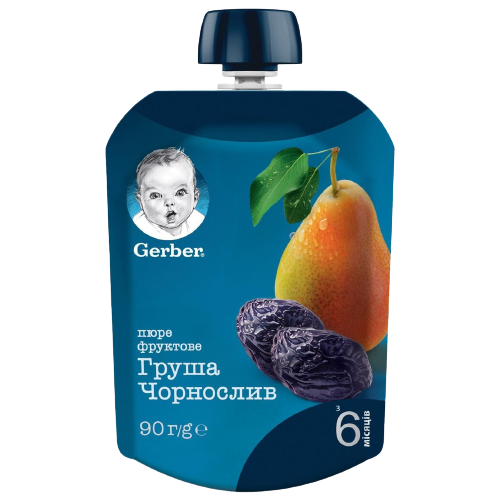 Gerber®
пюре
фруктове
Груша
Чорнослив
90 г/g ℮
з
6
місяців